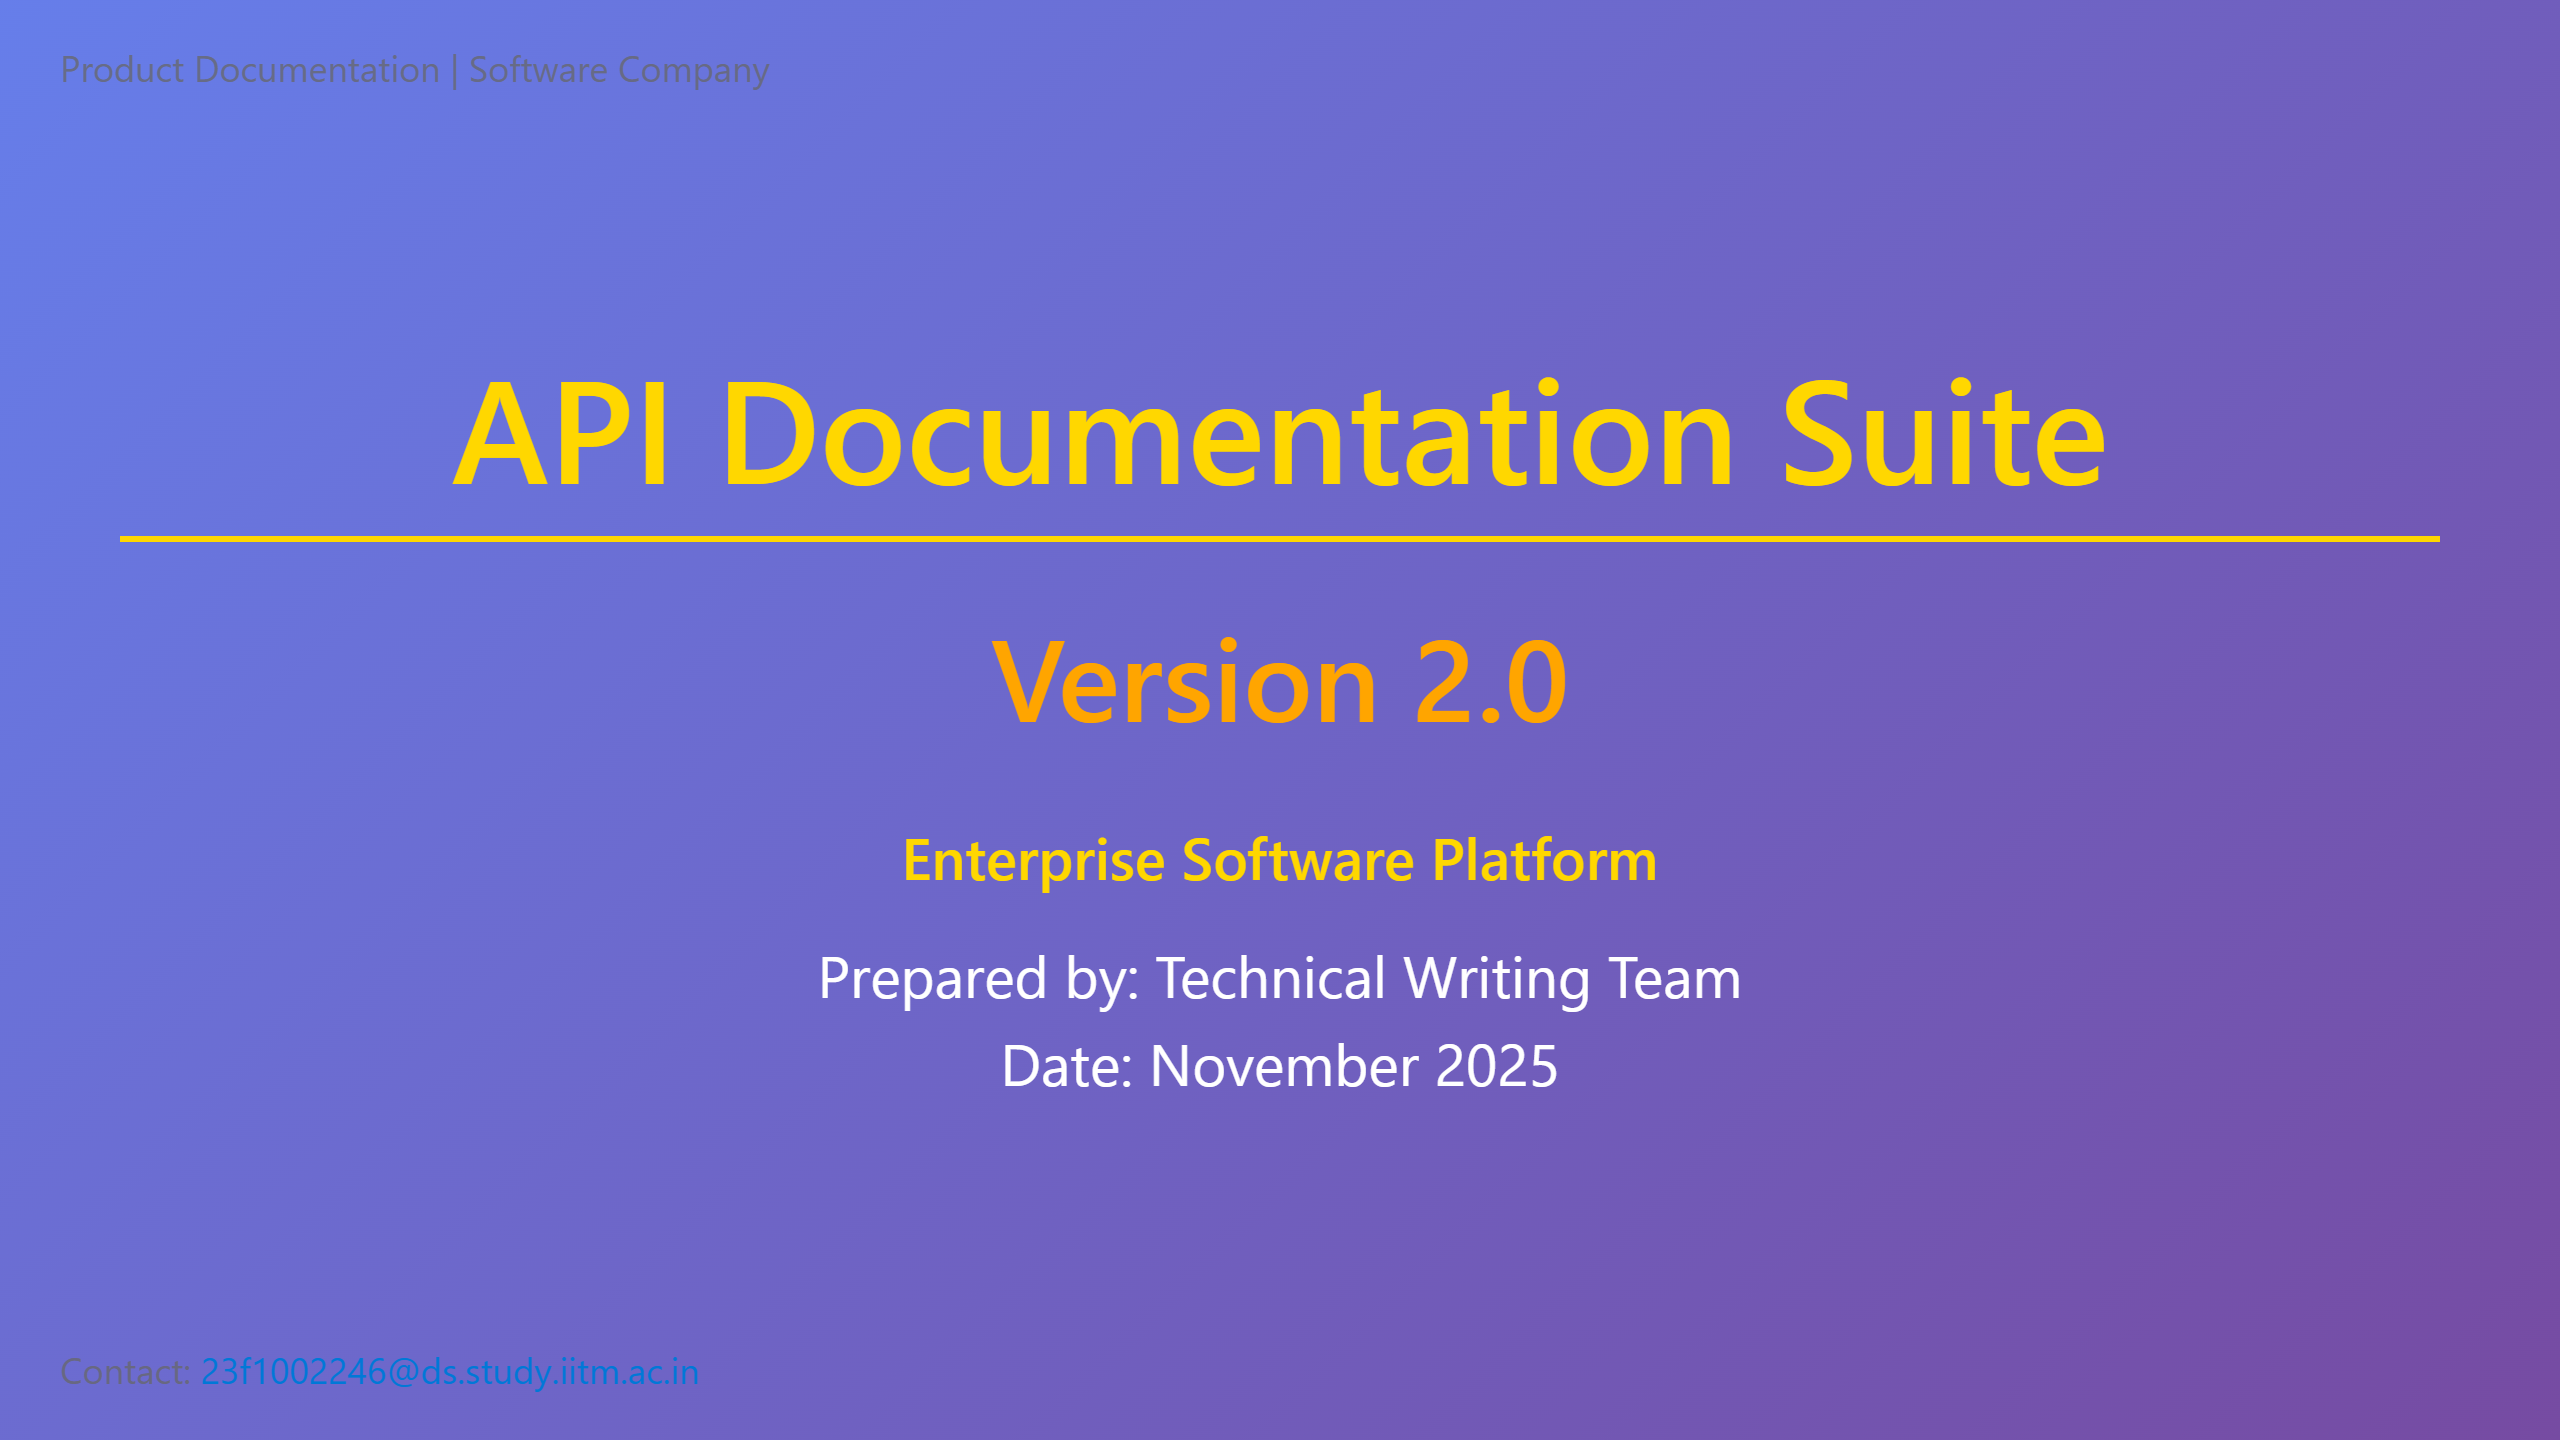 Product Documentation | Software Company
API Documentation Suite
Version 2.0
Enterprise Software Platform
Prepared by: Technical Writing Team
Date: November 2025
Contact: 23f1002246@ds.study.iitm.ac.in